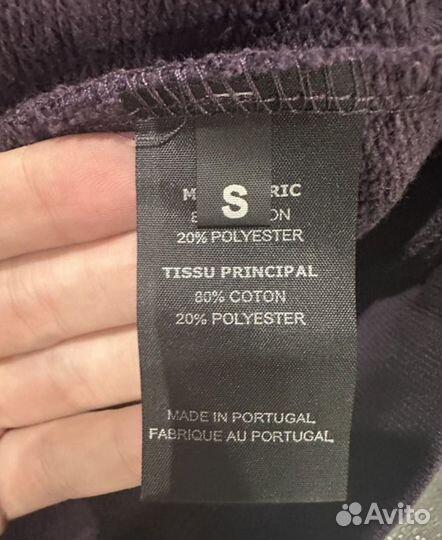 S
20% POLYESTER
TISSU PRINCIPAL
80% COTON
20% POLYESTER
MADE IN PORTUGAL
FABRIQUE AU PORTUGAL
Avito